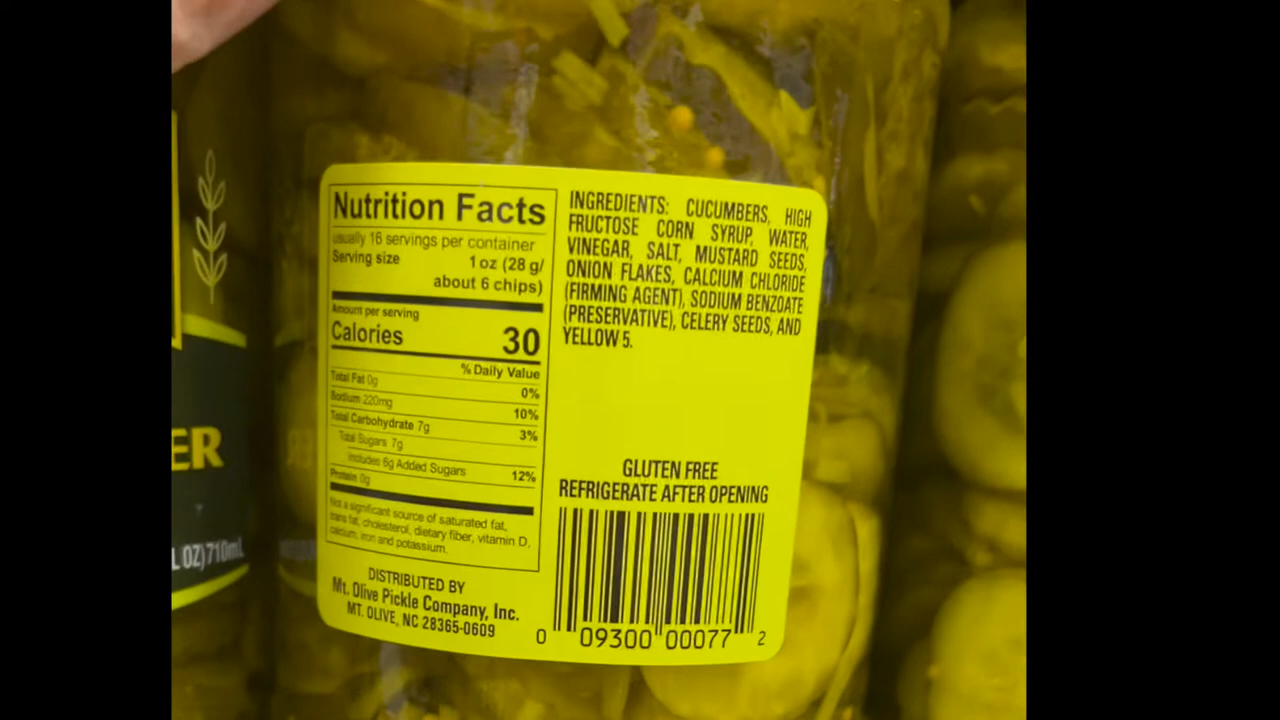 Nutrition Facts
usually 16 servings per container
Serving size 1 oz (28 g/
about 6 chips)
Amount per serving
Calories 30
% Daily Value
Total Fat 0g 0%
Sodium 220mg 10%
Total Carbohydrate 7g 3%
Total Sugars 7g
Includes 6g Added Sugars 12%
Protein 0g
Not a significant source of saturated fat,
trans fat, cholesterol, dietary fiber, vitamin D,
calcium, iron and potassium.
DISTRIBUTED BY
Mt. Olive Pickle Company, Inc.
MT. OLIVE, NC 28365-0609
INGREDIENTS: CUCUMBERS, HIGH
FRUCTOSE CORN SYRUP, WATER,
VINEGAR, SALT, MUSTARD SEEDS,
ONION FLAKES, CALCIUM CHLORIDE
(FIRMING AGENT), SODIUM BENZOATE
(PRESERVATIVE), CELERY SEEDS, AND
YELLOW 5.
GLUTEN FREE
REFRIGERATE AFTER OPENING
0 09300 00077 2
ER
L OZ) 710mL